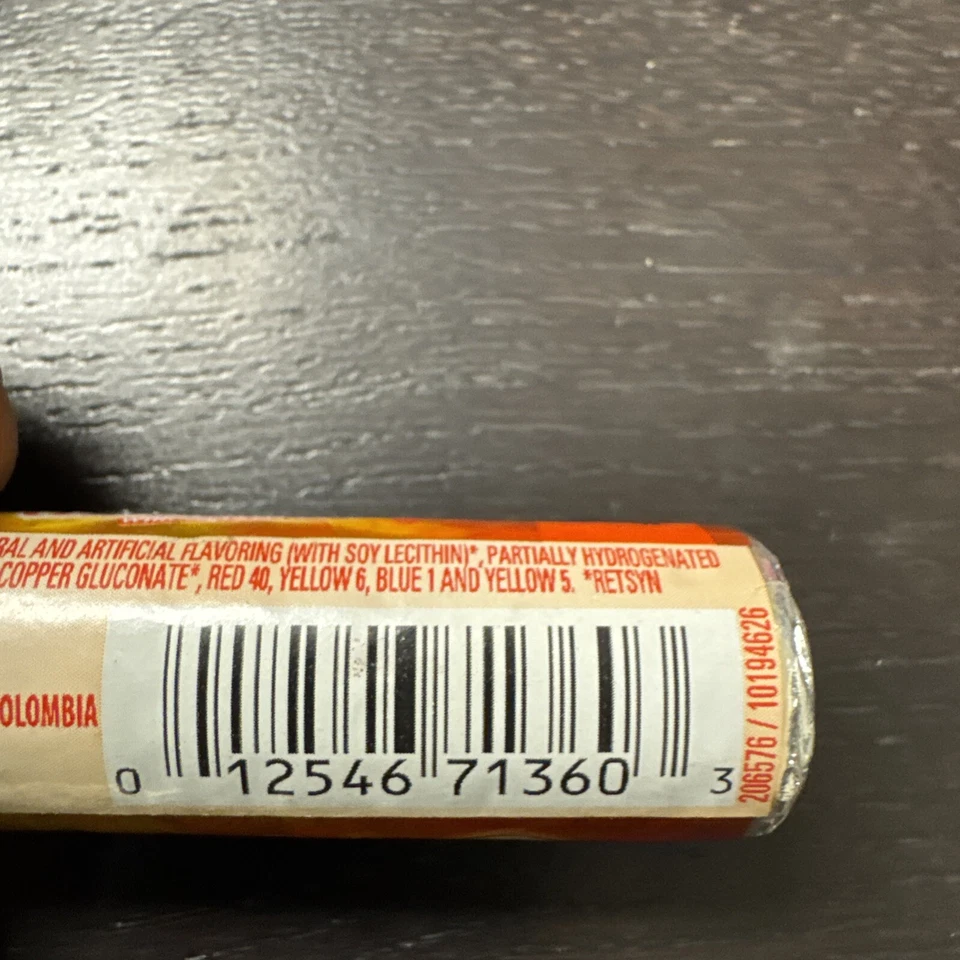 RAL AND ARTIFICIAL FLAVORING (WITH SOY LECITHIN)*, PARTIALLY HYDROGENATED
COPPER GLUCONATE*, RED 40, YELLOW 6, BLUE 1 AND YELLOW 5. *RETSYN
OLOMBIA
0 12546 71360 3
206576 / 10194626